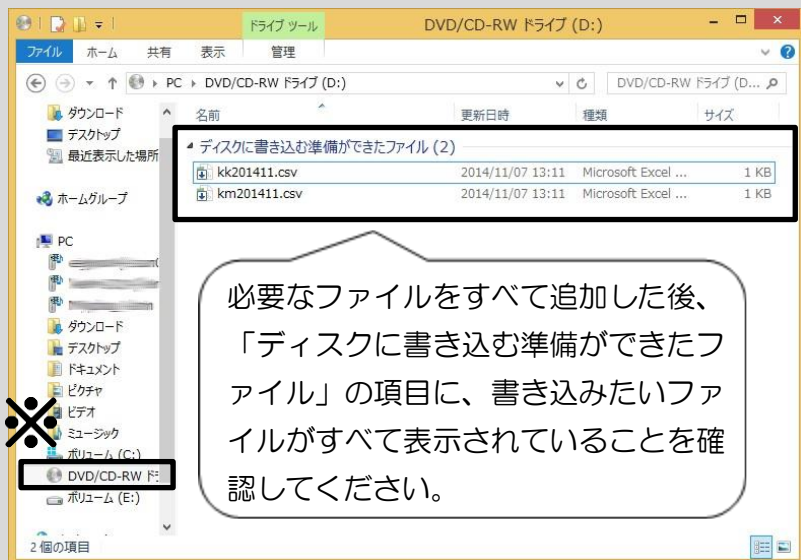 ドライブ ツール
DVD/CD-RW ドライブ (D:)
ファイル ホーム 共有 表示 管理
PC ▸ DVD/CD-RW ドライブ (D:)
DVD/CD-RW ドライブ (D...
名前 更新日時 種類 サイズ
ダウンロード
デスクトップ
最近表示した場所
ホームグループ
PC
ダウンロード
デスクトップ
ドキュメント
ピクチャ
ビデオ
ミュージック
ボリューム (C:)
DVD/CD-RW ド
ボリューム (E:)
ディスクに書き込む準備ができたファイル (2)
kk201411.csv 2014/11/07 13:11 Microsoft Excel ... 1 KB
km201411.csv 2014/11/07 13:11 Microsoft Excel ... 1 KB
必要なファイルをすべて追加した後、
「ディスクに書き込む準備ができたフ
ァイル」の項目に、書き込みたいファ
イルがすべて表示されていることを確
認してください。
※
2 個の項目